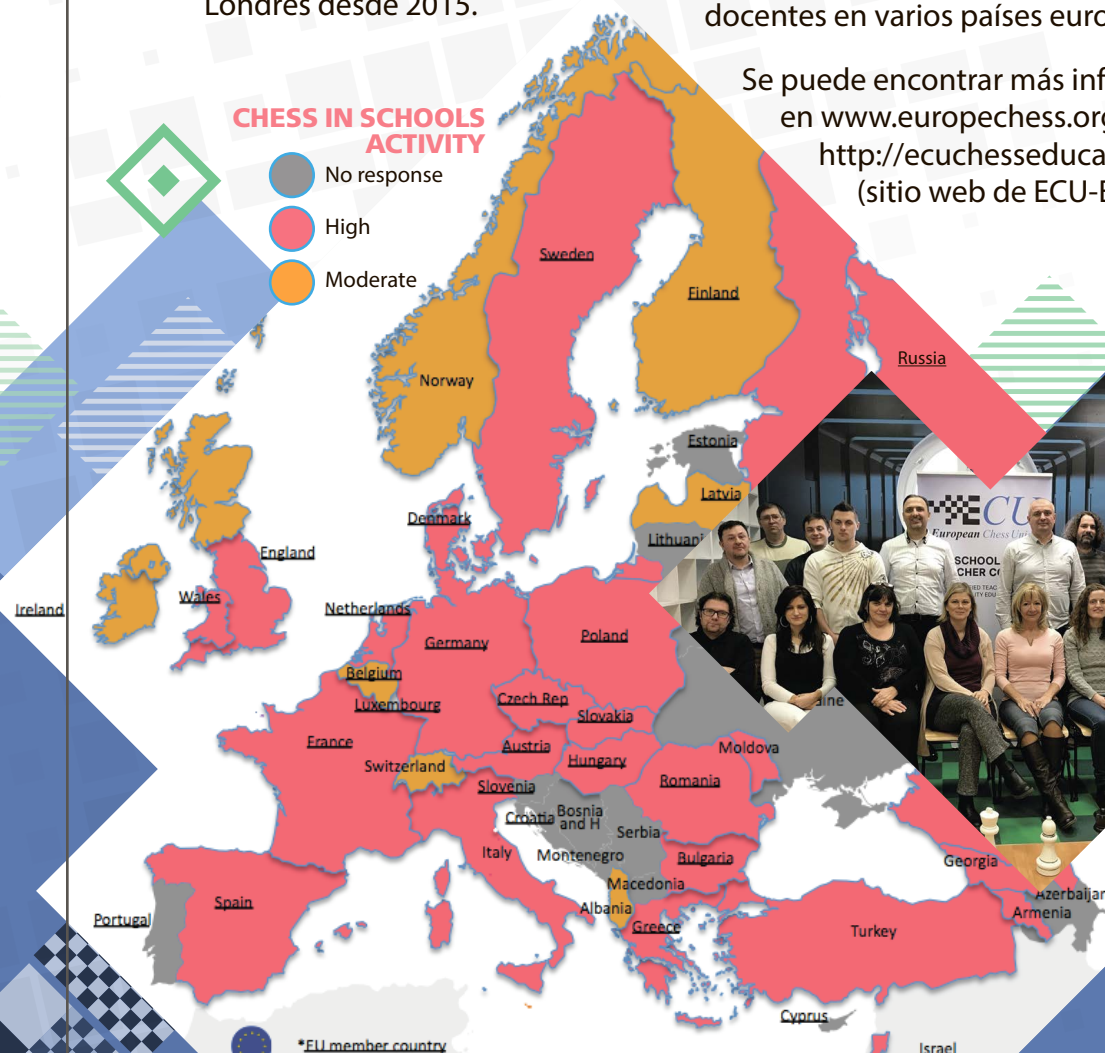 Londres desde 2015.
docentes en varios países euro
Se puede encontrar más inf
en www.europechess.org
http://ecuchesseduca
(sitio web de ECU-E
CHESS IN SCHOOLS
ACTIVITY
No response
High
Moderate
Sweden
Finland
Norway
Russia
Estonia
Latvia
Lithuani
Denmark
England
Ireland
Wales
Netherlands
Germany
Poland
Belgium
Luxembourg
Czech Rep
Slovakia
France
Austria
Switzerland
Hungary
Moldova
Romania
Slovenia
Croatia
Bosnia
and H
Serbia
Italy
Montenegro
Bulgaria
Macedonia
Albania
Greece
Spain
Portugal
Turkey
Georgia
Azerbaijan
Armenia
Cyprus
Israel
aine
*EU member country
ECU
European Chess Uni
SCHOOL
CHER CO